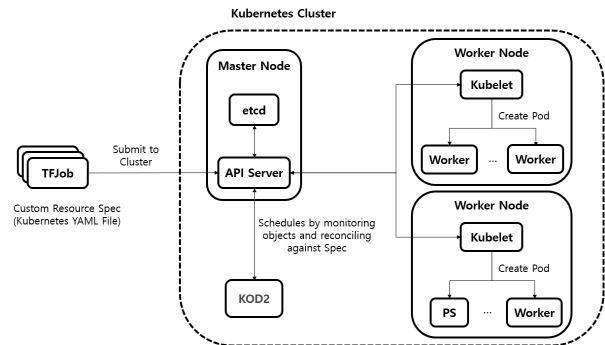 Kubernetes Cluster
Master Node
etcd
API Server
TFJob
Submit to
Cluster
Custom Resource Spec
(Kubernetes YAML File)
Schedules by monitoring
objects and reconciling
against Spec
KOD2
Worker Node
Kubelet
Create Pod
Worker
...
Worker
Worker Node
Kubelet
Create Pod
PS
...
Worker